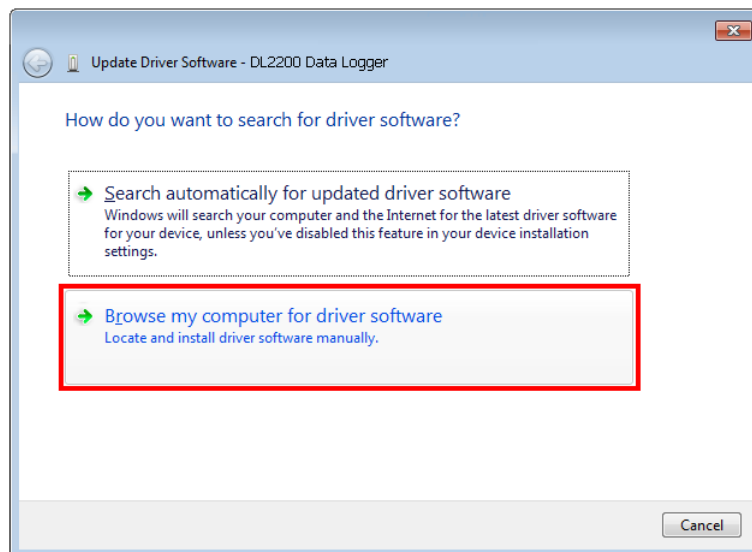 Update Driver Software - DL2200 Data Logger
How do you want to search for driver software?
Search automatically for updated driver software
Windows will search your computer and the Internet for the latest driver software
for your device, unless you've disabled this feature in your device installation
settings.
Browse my computer for driver software
Locate and install driver software manually.
Cancel